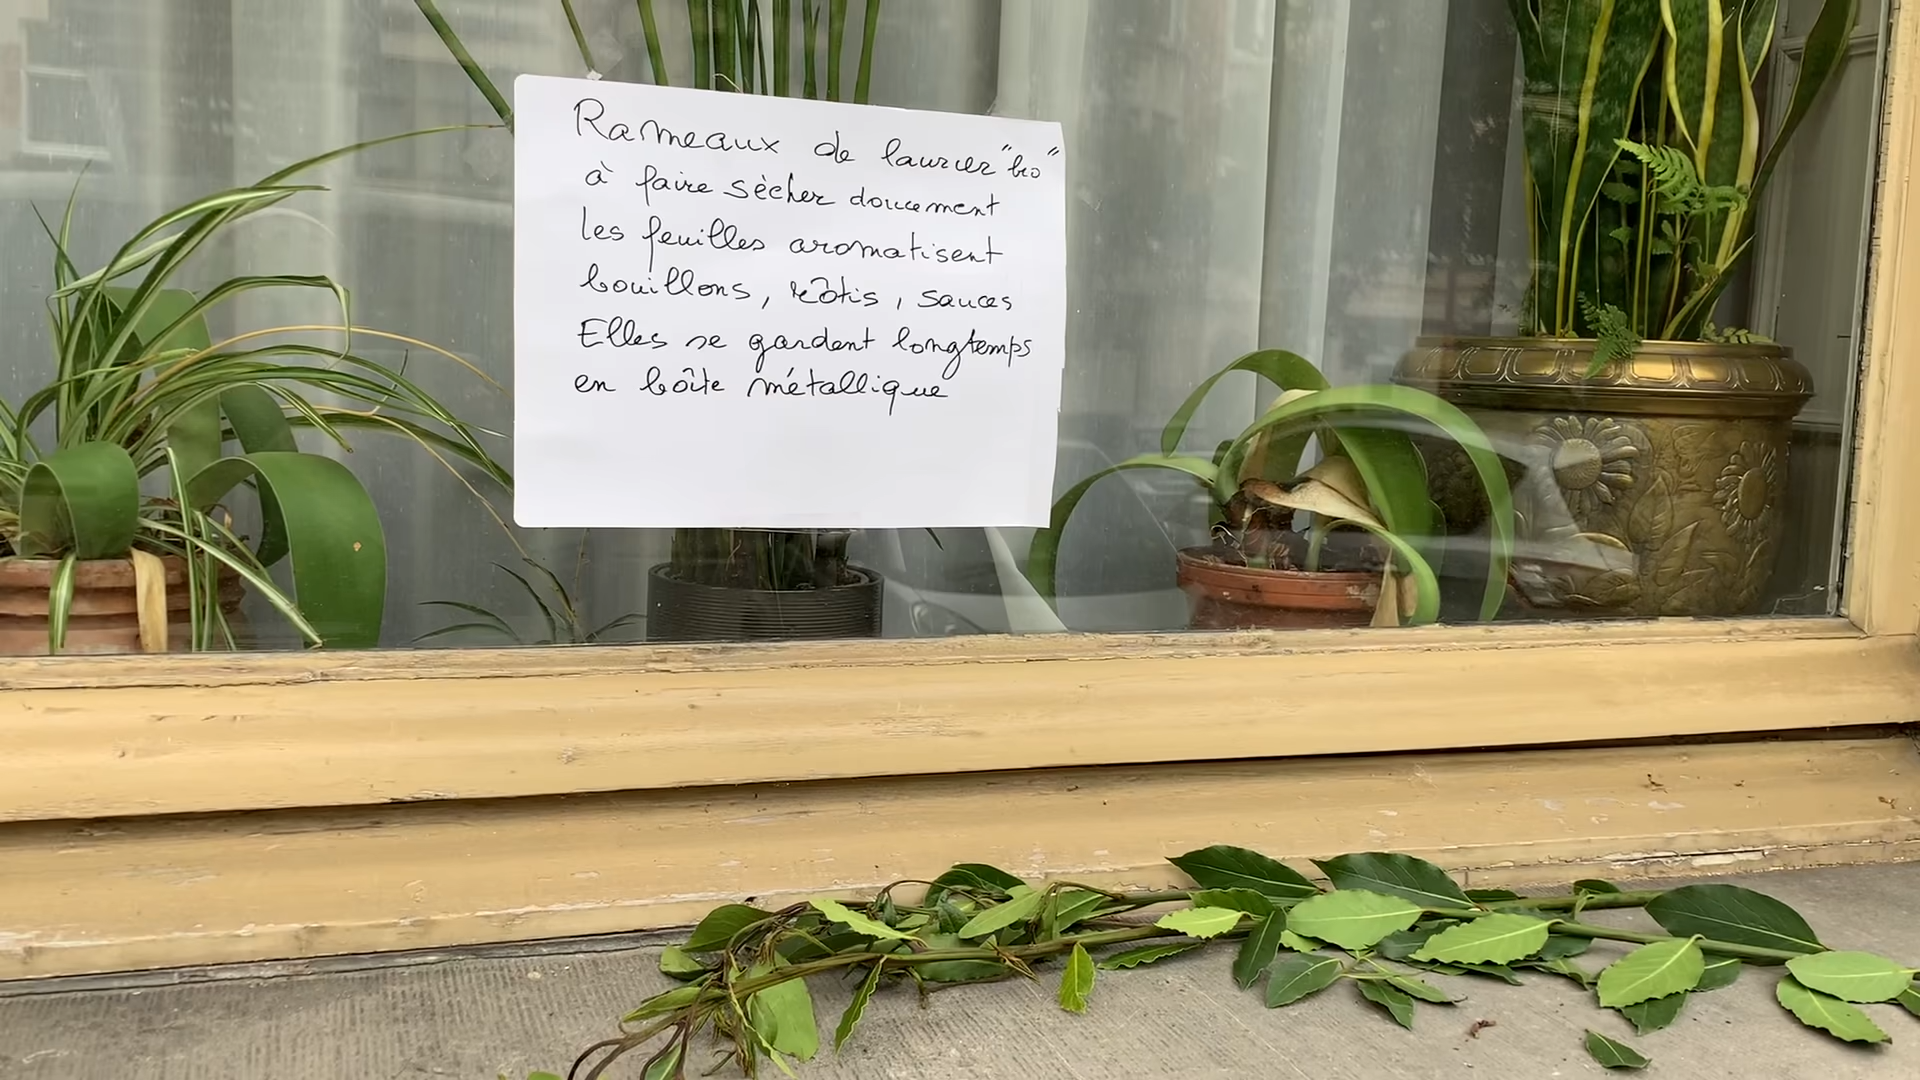 Rameaux de laurier "bio"
à faire sècher doucement
les feuilles aromatisent
bouillons, rôtis, sauces
Elles se gardent longtemps
en boîte métallique